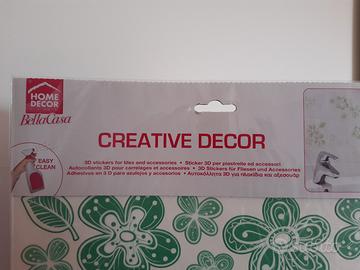 HOME
DECOR
BellaCasa
CREATIVE DECOR
EASY
CLEAN
3D stickers for tiles and accessories • Sticker 3D per piastrelle ed accessori
Autocollants 3D pour carrelages et accessoires • 3D Stickers für Fliesen und Accessories
Adhesivos en 3 D para azulejos y accesorios • Αυτοκόλλητα 3D για πλακίδια και αξεσουάρ